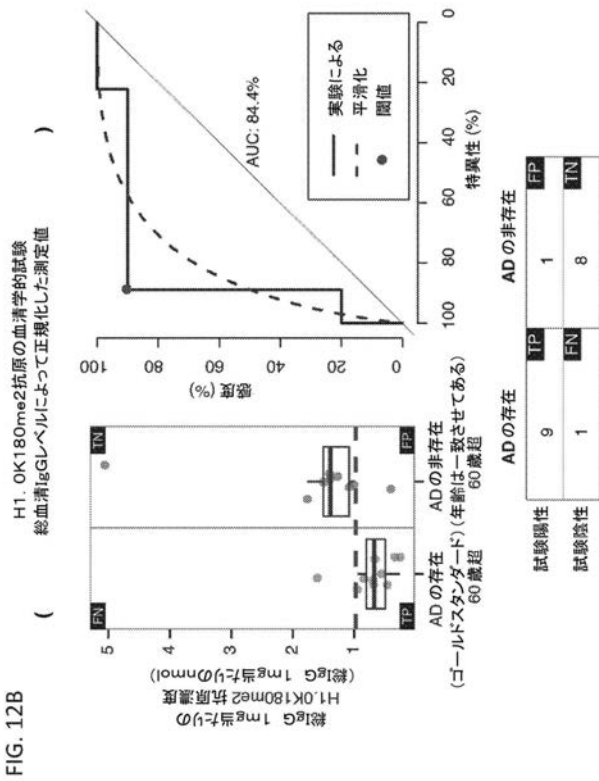 FIG. 12B
H1. 0K180me2抗原の血清学的試験
( 総血清IgGレベルによって正規化した測定値 )
総IgG 1mg当たりの
H1.0K180me2 抗原濃度
(総IgG 1mg当たりのnmol)
5
4
3
2
1
FN
TN
TP
FP
ADの存在
60歳超
ADの非存在
60歳超
(ゴールドスタンダード) (年齢は一致させてある)
感度 (%)
100
80
60
40
20
0
AUC: 84.4%
実験による
平滑化
閾値
100
80
60
40
20
0
特異性 (%)
ADの存在
ADの非存在
試験陽性
9
TP
1
FP
試験陰性
1
FN
8
TN